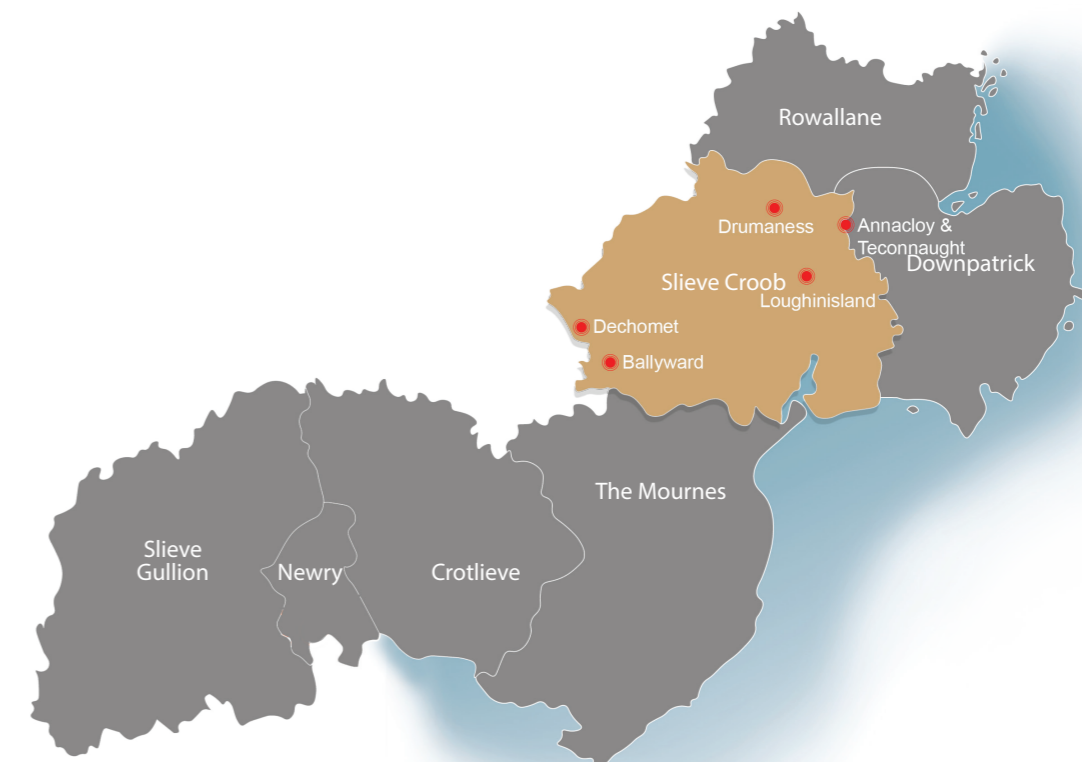 Rowallane
Drumaness
Annacloy &
Teconnaught
Downpatrick
Slieve Croob
Loughinisland
Dechomet
Ballyward
The Mournes
Slieve
Gullion
Newry
Crotlieve